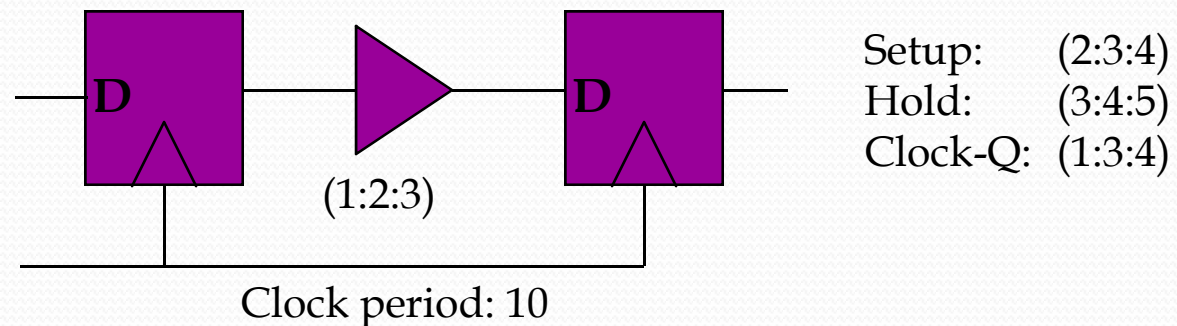 D
D
(1:2:3)
Clock period: 10
Setup: (2:3:4)
Hold: (3:4:5)
Clock-Q: (1:3:4)